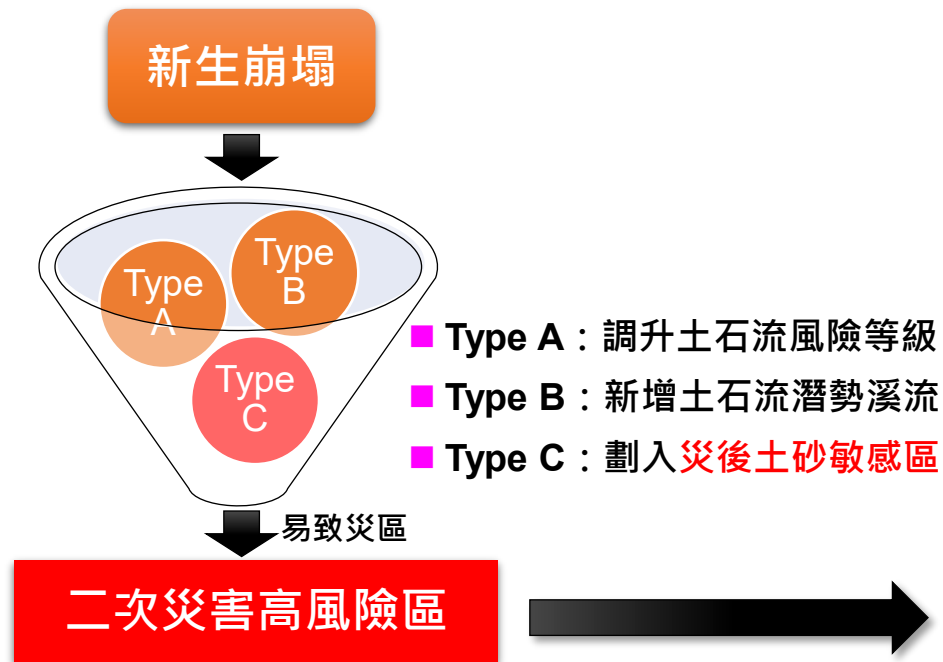 新生崩塌
Type
A
Type
B
Type
C
■ Type A：調升土石流風險等級
■ Type B：新增土石流潛勢溪流
■ Type C：劃入災後土砂敏感區
易致災區
二次災害高風險區